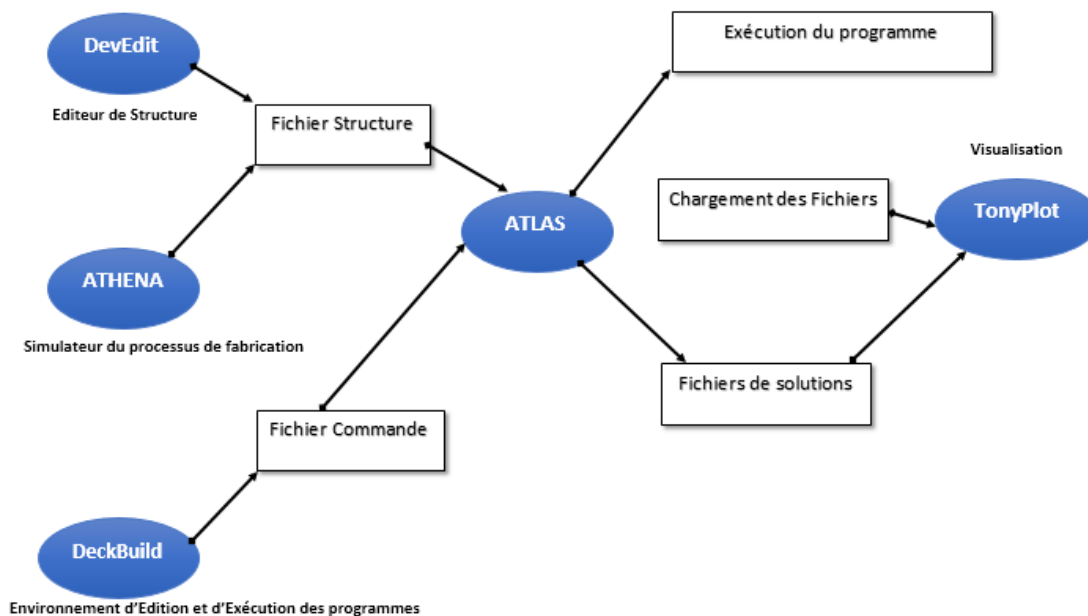 DevEdit
Editeur de Structure
Fichier Structure
ATHENA
Simulateur du processus de fabrication
Fichier Commande
DeckBuild
Environnement d'Edition et d'Exécution des programmes
ATLAS
Exécution du programme
Chargement des Fichiers
Fichiers de solutions
Visualisation
TonyPlot